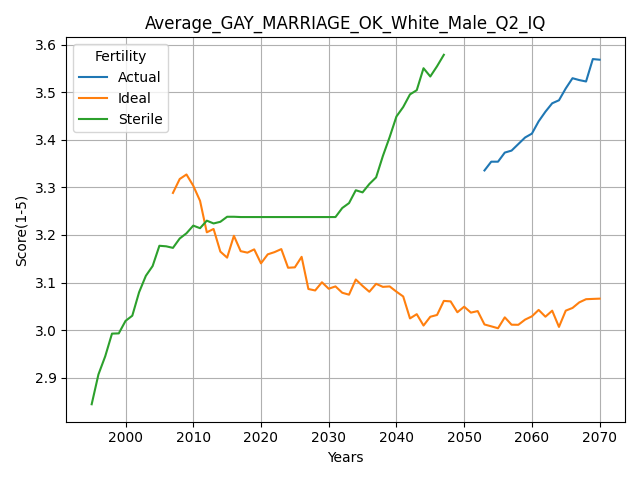 Average_GAY_MARRIAGE_OK_White_Male_Q2_IQ
Fertility
Actual
Ideal
Sterile
Score(1-5)
3.6
3.5
3.4
3.3
3.2
3.1
3.0
2.9
2000 2010 2020 2030 2040 2050 2060 2070
Years